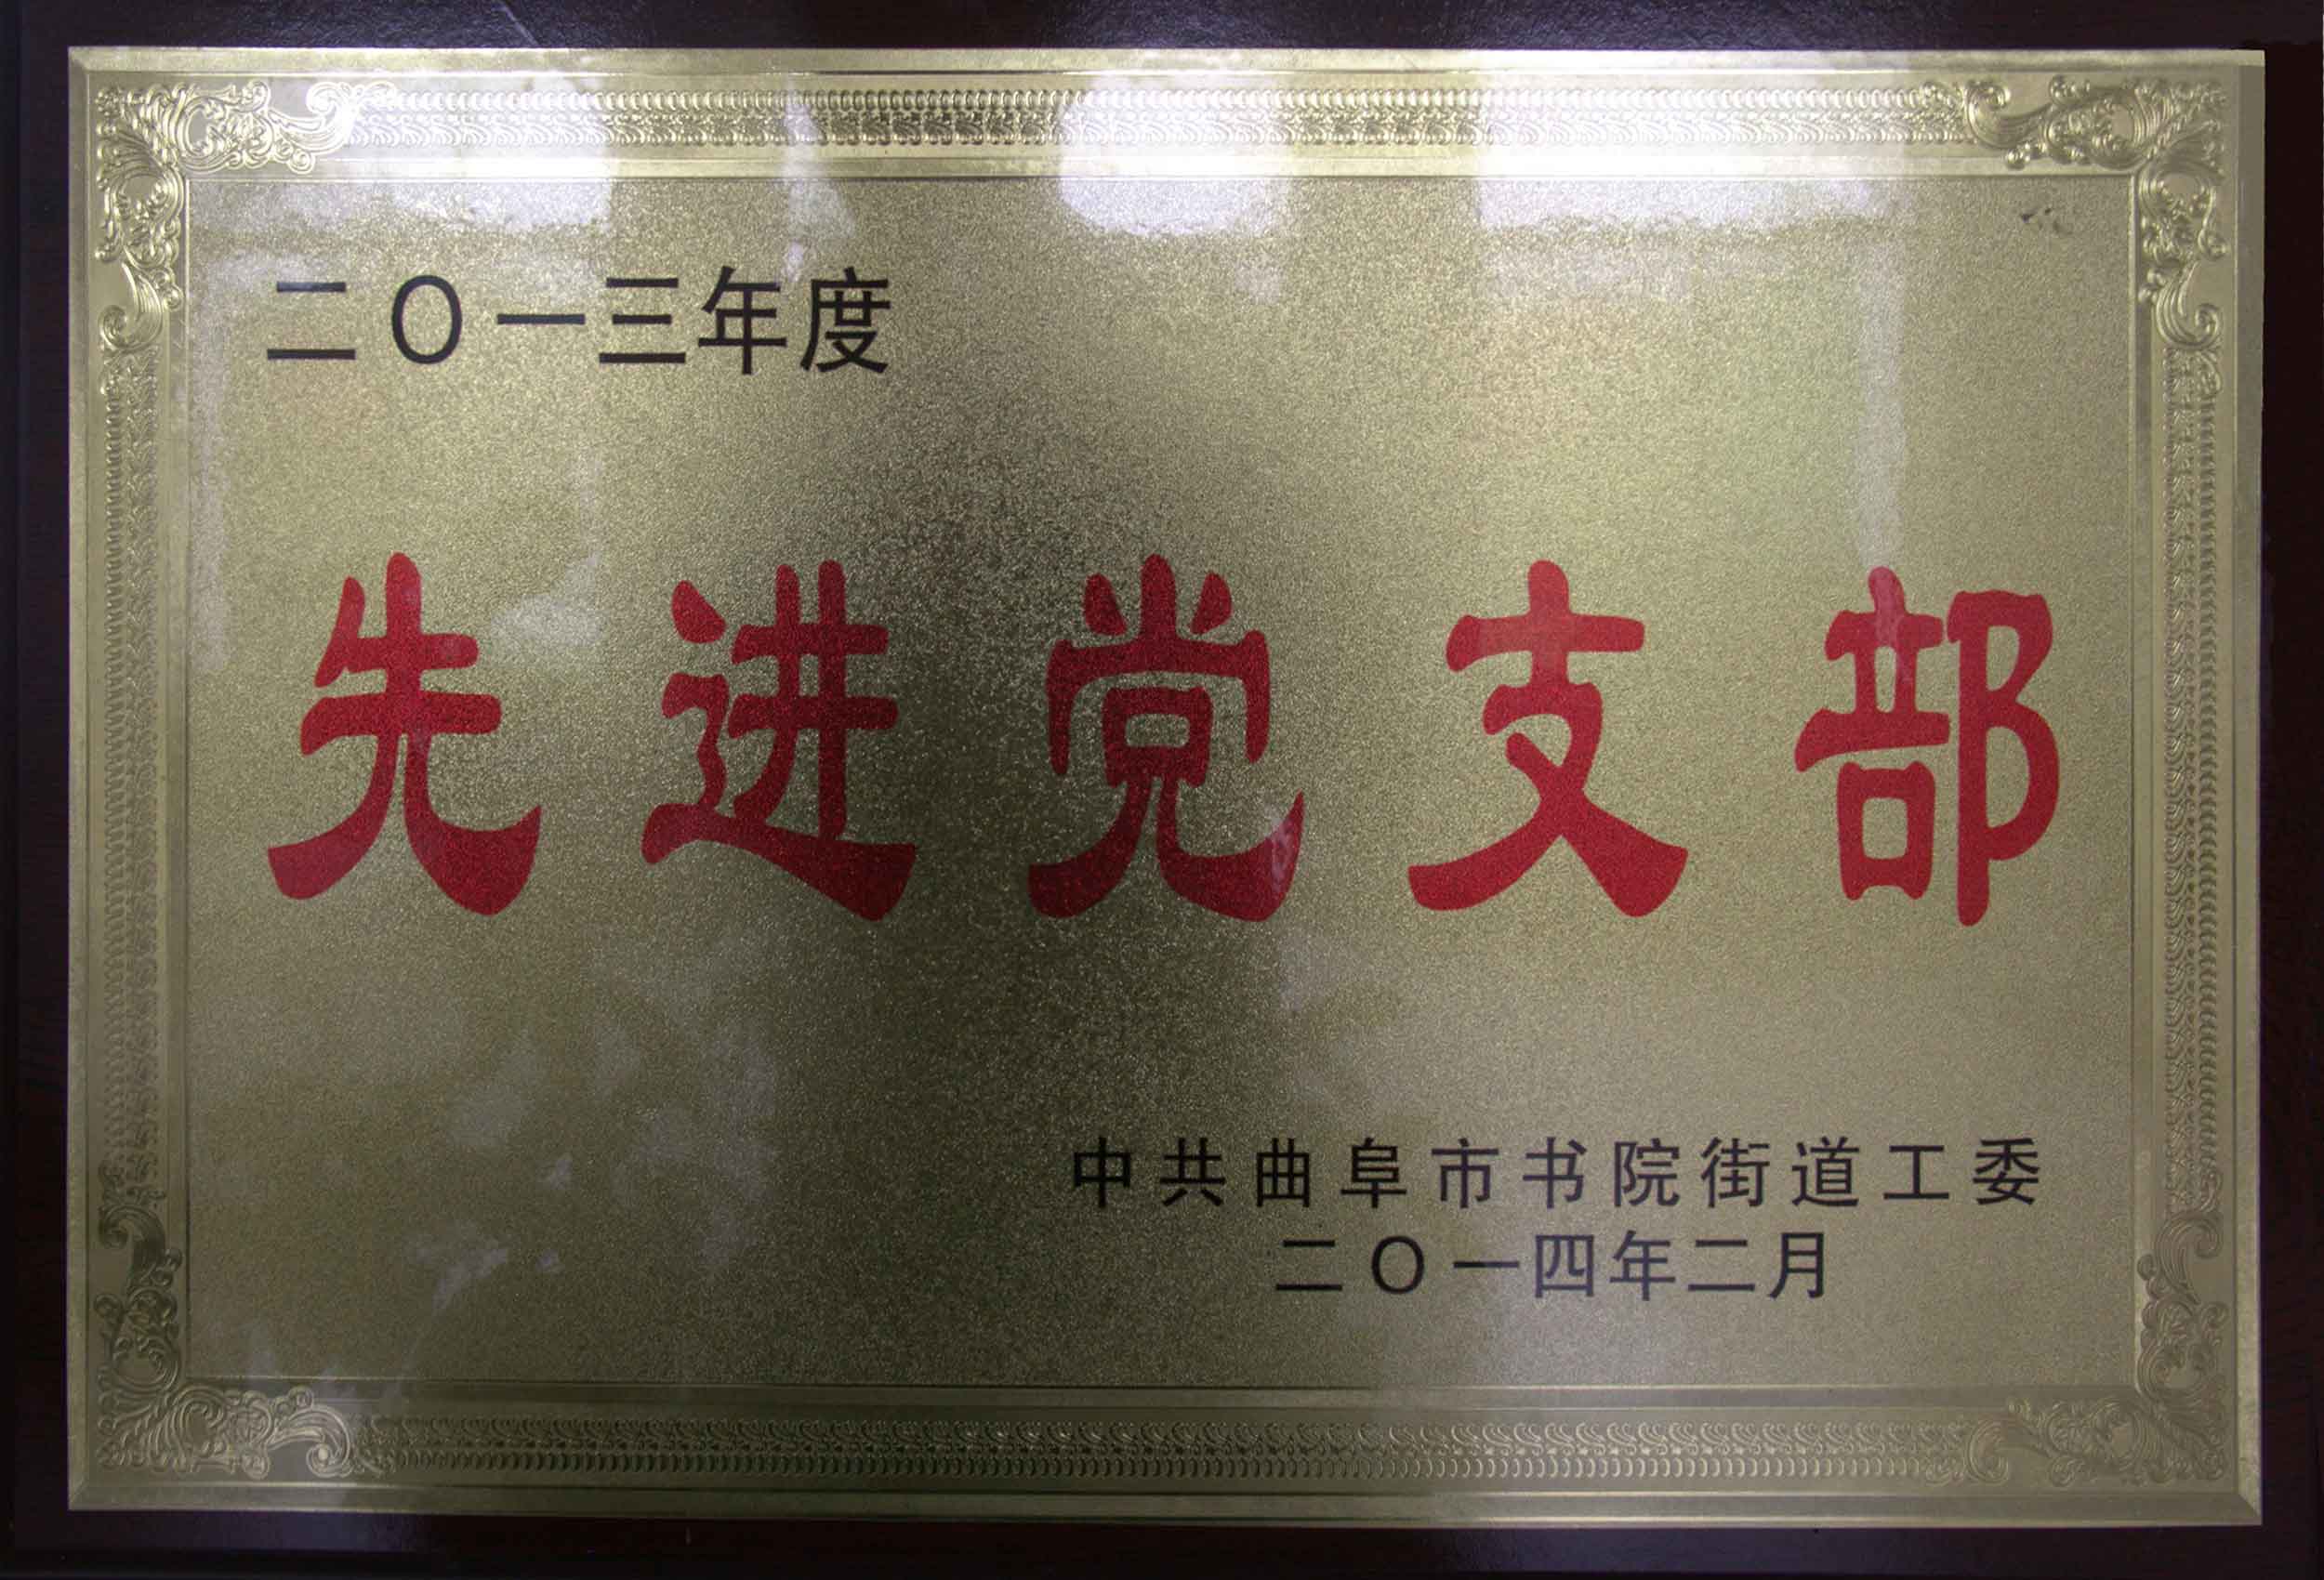 二〇一三年度
先进党支部
中共曲阜市书院街道工委
二〇一四年二月